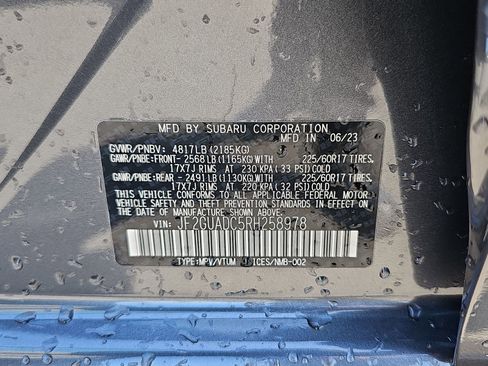 MFD BY SUBARU CORPORATION
MFD IN 06/23
GVWR/PNBV: 4817LB (2185KG)
GAWR/PNBE:FRONT- 2568LB (1165KG)WITH 225/60R17 TIRES,
17X7J RIMS AT 230 KPA (33 PSI)COLD
GAWR/PNBE:REAR - 2491LB (1130KG)WITH 225/60R17 TIRES,
17X7J RIMS AT 220 KPA (32 PSI)COLD
THIS VEHICLE CONFORMS TO ALL APPLICABLE FEDERAL MOTOR
VEHICLE SAFETY, BUMPER, AND THEFT PREVENTION STANDARDS IN EFFECT ON
THE DATE OF MANUFACTURE SHOWN ABOVE.
VIN: JF2GUADC5RH258978
TYPE:MPV/VTUM ICES/NMB-002